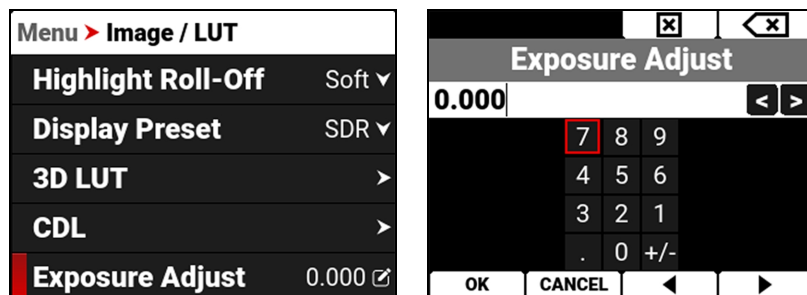 Menu > Image / LUT
Highlight Roll-Off Soft
Display Preset SDR
3D LUT >
CDL >
Exposure Adjust 0.000
Exposure Adjust
0.000 < >
7 8 9
4 5 6
3 2 1
. 0 +/-
OK CANCEL